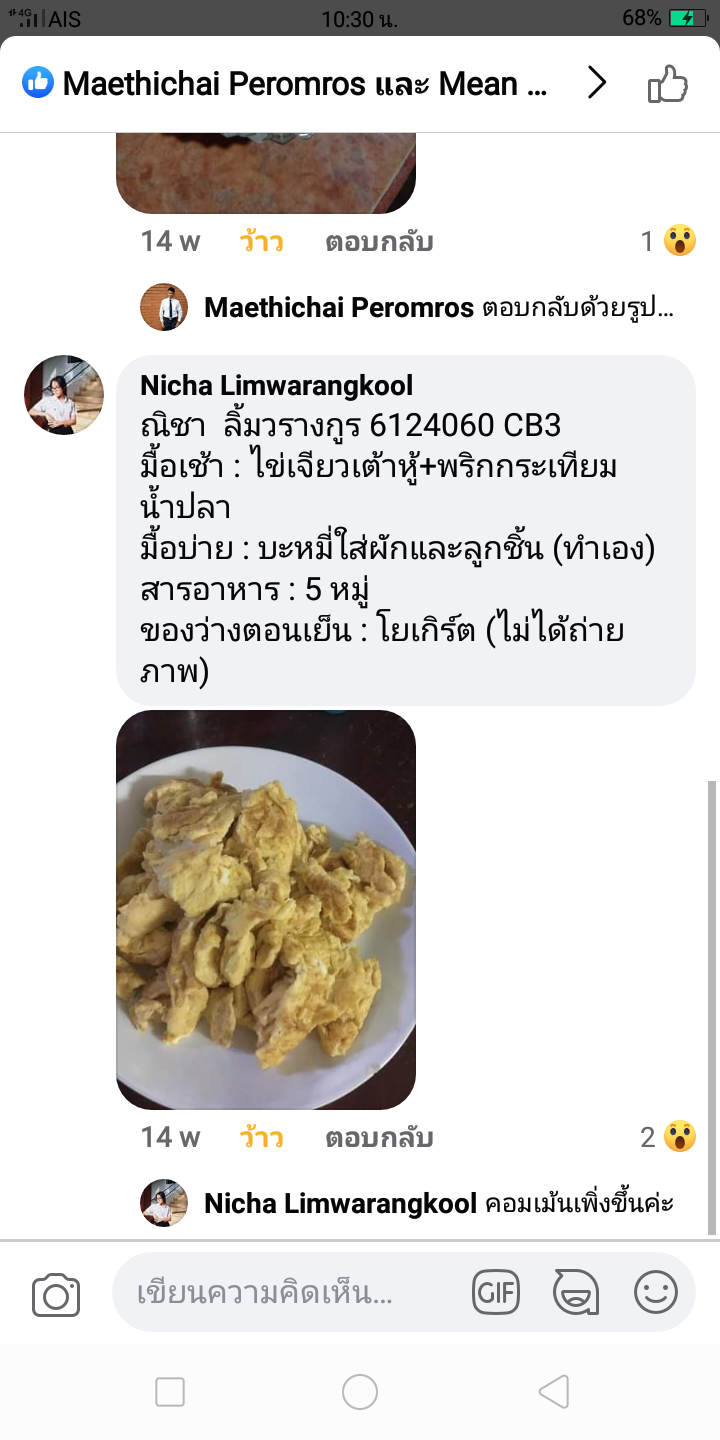 4G AIS 10:30 น. 68%
Maethichai Peromros และ Mean ...
14 พ ว้าว ตอบกลับ 1
Maethichai Peromros ตอบกลับด้วยรูป...
Nicha Limwarangkool
ณิชา ลิ้มวรางกูร 6124060 CB3
มื้อเช้า : ไข่เจียวเต้าหู้+พริกกระเทียม
น้ำปลา
มื้อบ่าย : บะหมี่ใส่ผักและลูกชิ้น (ทำเอง)
สารอาหาร : 5 หมู่
ของว่างตอนเย็น : โยเกิร์ต (ไม่ได้ถ่าย
ภาพ)
14 พ ว้าว ตอบกลับ 2
Nicha Limwarangkool คอมเม้นเพิ่งขึ้นค่ะ
เขียนความคิดเห็น... GIF